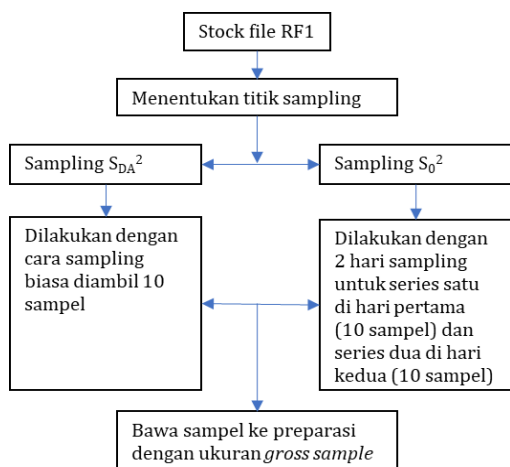 Stock file RF1
Menentukan titik sampling
Sampling S_DA²
Sampling S₀²
Dilakukan dengan
cara sampling
biasa diambil 10
sampel
Dilakukan dengan
2 hari sampling
untuk series satu
di hari pertama
(10 sampel) dan
series dua di hari
kedua (10 sampel)
Bawa sampel ke preparasi
dengan ukuran gross sample